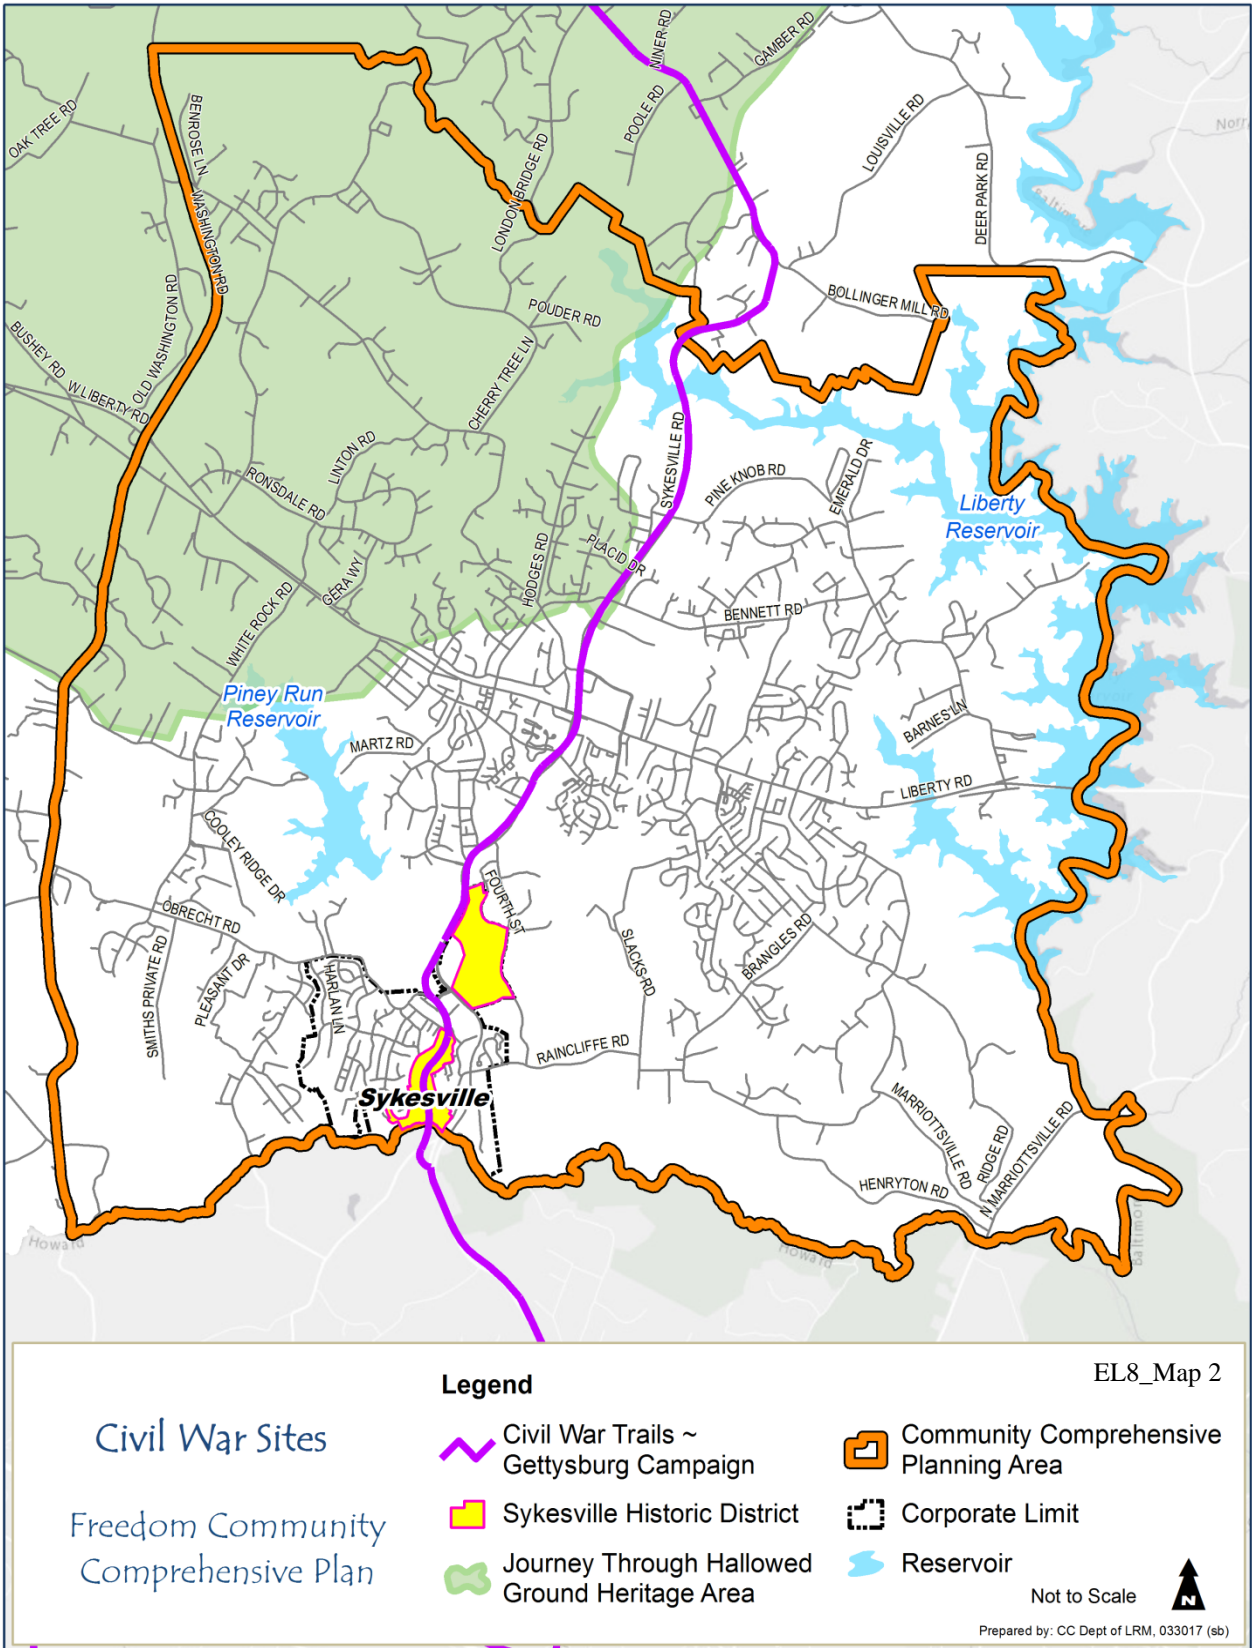 NINER RD
GAMBER RD
OAK TREE RD
BENROSE LN
POOLE RD
LOUISVILLE RD
DEER PARK RD
LONDONBRIDGE RD
WASHINGTON RD
OLD WASHINGTON RD
POUDER RD
BOLLINGER MILL RD
BUSHEY RD
W LIBERTY RD
CHERRY TREE LN
LINTON RD
RONSDALE RD
SYKESVILLE RD
PINE KNOB RD
EMERALD DR
Liberty
Reservoir
GERA WY
HODGES RD
PLACID DR
BENNETT RD
WHITE ROCK RD
Piney Run
Reservoir
MARTZ RD
BARNES LN
LIBERTY RD
COOLEY RIDGE DR
OBRECHT RD
FOURTH ST
SMITHS PRIVATE RD
PLEASANT DR
HARLAN LN
SLACKS RD
BRANGLES RD
RAINCLIFFE RD
Sykesville
MARRIOTTSVILLE RD
RIDGE RD
N MARRIOTTSVILLE RD
HENRYTON RD
Howard
Howard
Baltimor
EL8_Map 2
Legend
Civil War Sites
Freedom Community
Comprehensive Plan
Civil War Trails ~
Gettysburg Campaign
Sykesville Historic District
Journey Through Hallowed
Ground Heritage Area
Community Comprehensive
Planning Area
Corporate Limit
Reservoir
Not to Scale
N
Prepared by: CC Dept of LRM, 033017 (sb)